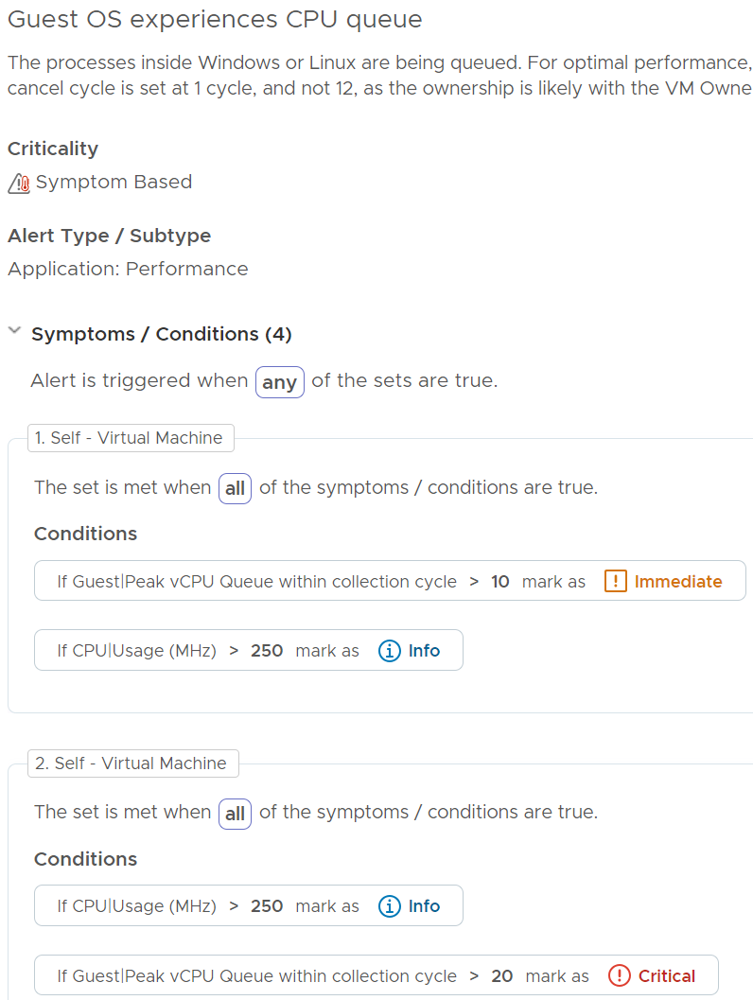 Guest OS experiences CPU queue
The processes inside Windows or Linux are being queued. For optimal performance,
cancel cycle is set at 1 cycle, and not 12, as the ownership is likely with the VM Owne
Criticality
Symptom Based
Alert Type / Subtype
Application: Performance
Symptoms / Conditions (4)
Alert is triggered when any of the sets are true.
1. Self - Virtual Machine
The set is met when all of the symptoms / conditions are true.
Conditions
If Guest|Peak vCPU Queue within collection cycle > 10 mark as ! Immediate
If CPU|Usage (MHz) > 250 mark as i Info
2. Self - Virtual Machine
The set is met when all of the symptoms / conditions are true.
Conditions
If CPU|Usage (MHz) > 250 mark as i Info
If Guest|Peak vCPU Queue within collection cycle > 20 mark as ! Critical